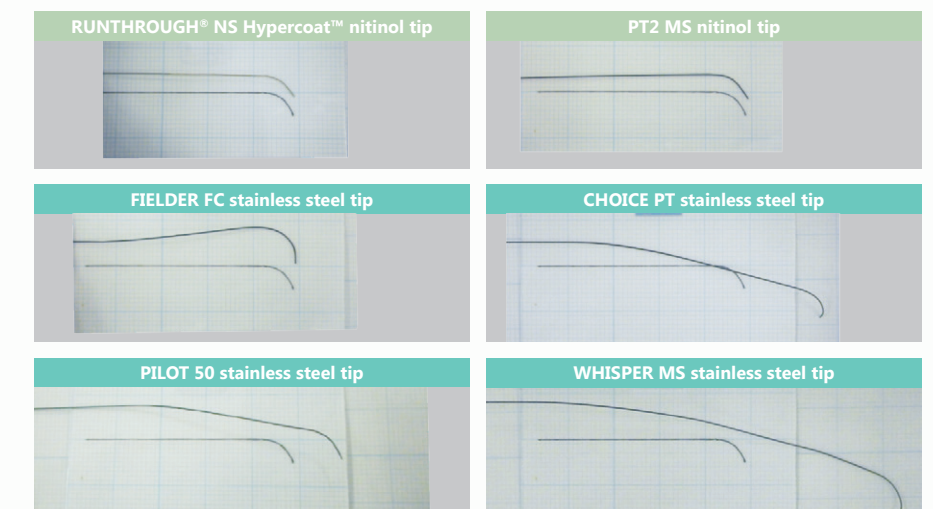 RUNTHROUGH® NS Hypercoat™ nitinol tip
PT2 MS nitinol tip
FIELDER FC stainless steel tip
CHOICE PT stainless steel tip
PILOT 50 stainless steel tip
WHISPER MS stainless steel tip